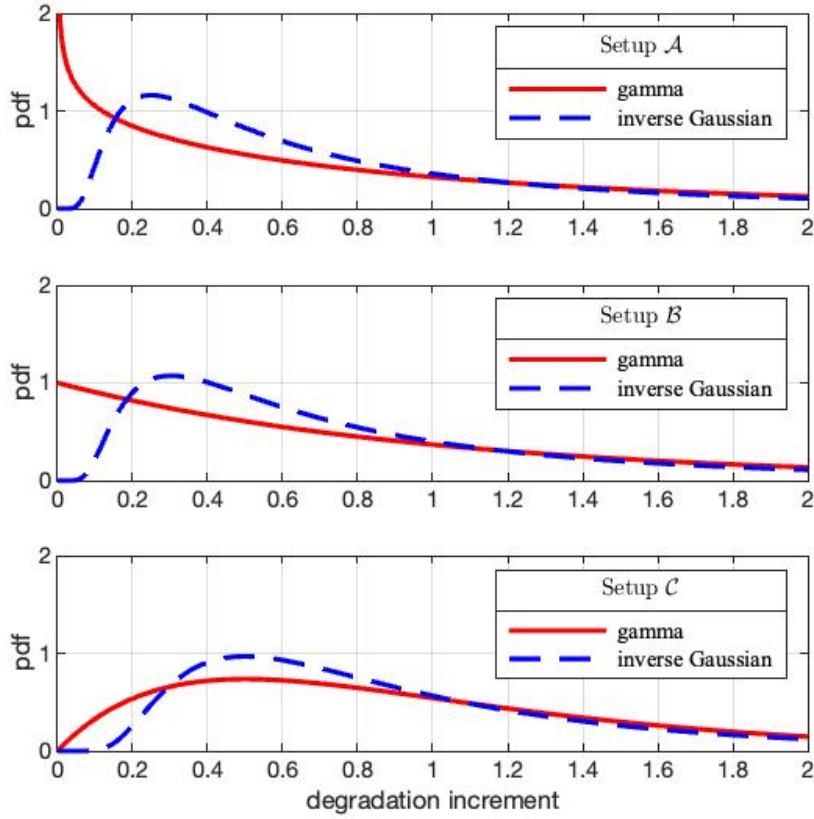 2
Setup 𝒜
gamma
inverse Gaussian
1
pdf
0
0 0.2 0.4 0.6 0.8 1 1.2 1.4 1.6 1.8 2
2
Setup ℬ
gamma
inverse Gaussian
1
pdf
0
0 0.2 0.4 0.6 0.8 1 1.2 1.4 1.6 1.8 2
2
Setup 𝒞
gamma
inverse Gaussian
1
pdf
0
0 0.2 0.4 0.6 0.8 1 1.2 1.4 1.6 1.8 2
degradation increment